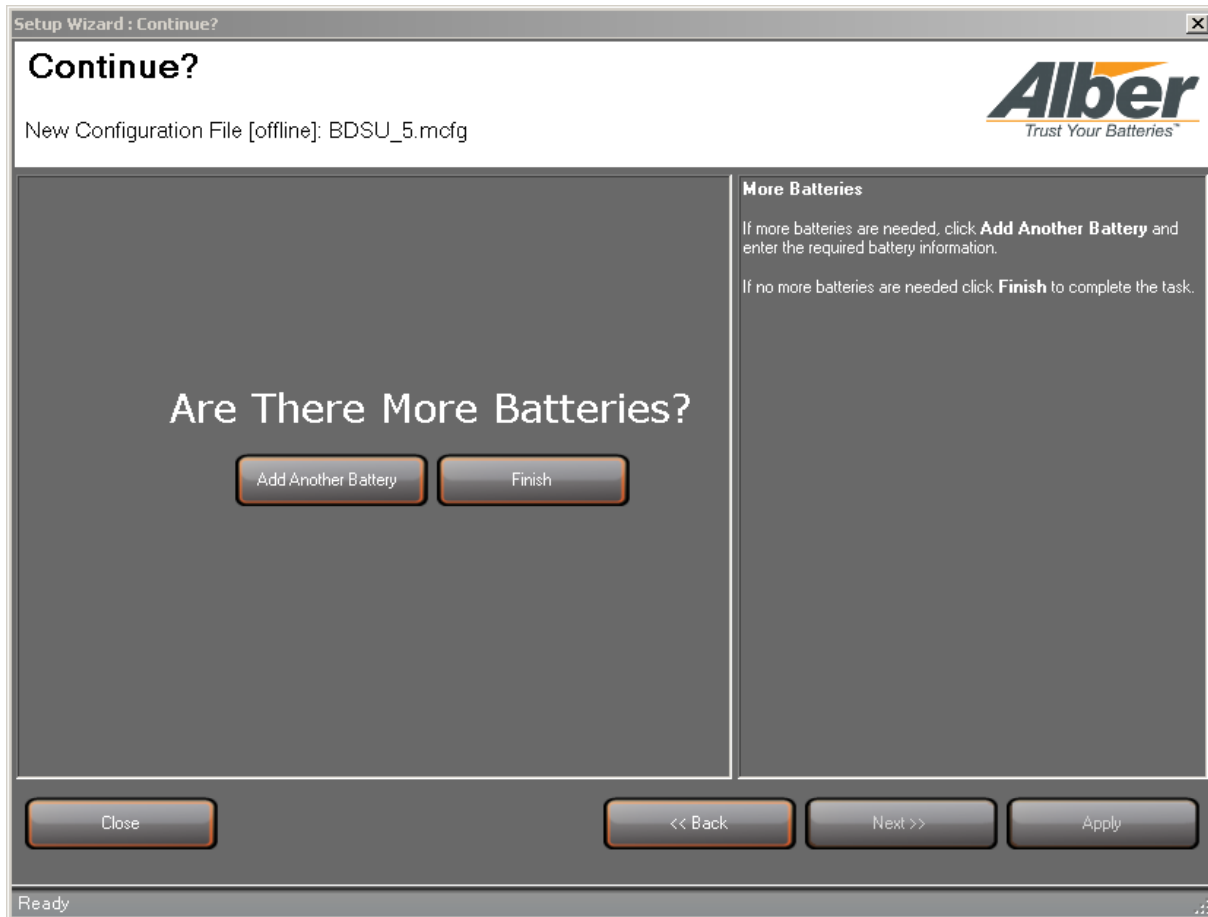 Setup Wizard : Continue?
Continue?
New Configuration File [offline]: BDSU_5.mcfg
Alber
Trust Your Batteries™
Are There More Batteries?
Add Another Battery
Finish
More Batteries
If more batteries are needed, click Add Another Battery and
enter the required battery information.
If no more batteries are needed click Finish to complete the task.
Close
<< Back
Next >>
Apply
Ready